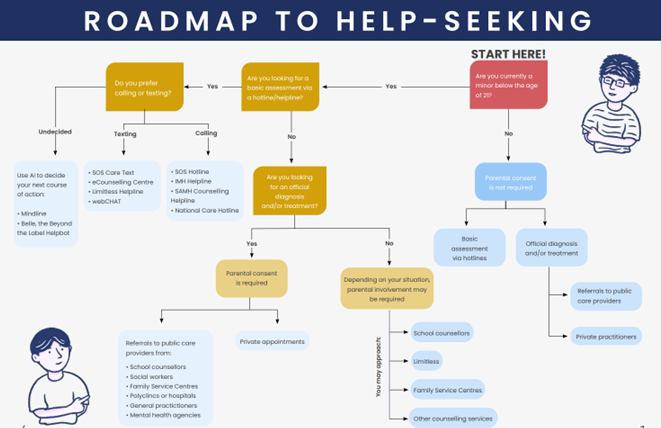 ROADMAP TO HELP-SEEKING
START HERE!
Are you currently a
minor below the age
of 21?
Yes
Are you looking for a
basic assessment via
a hotline/helpline?
Yes
Do you prefer
calling or texting?
Undecided
Texting
Calling
No
No
Use AI to decide
your next course
of action:
• Mindline
• Belle, the Beyond
the Label Helpbot
• SOS Care Text
• eCounselling Centre
• Limitless Helpline
• webCHAT
• SOS Hotline
• IMH Helpline
• SAMH Counselling
Helpline
• National Care Hotline
Are you looking
for an official
diagnosis
and/or treatment?
Parental consent
is not required
Basic
assessment
via hotlines
Official diagnosis
and/or treatment
Referrals to public
care providers
Private practitioners
Yes
No
Parental consent
is required
Depending on your situation,
parental involvement may
be required
Referrals to public care
providers from:
• School counsellors
• Social workers
• Family Service Centres
• Polyclinics or hospitals
• General practictioners
• Mental health agencies
Private appointments
You may approach:
School counsellors
Limitless
Family Service Centres
Other counselling services